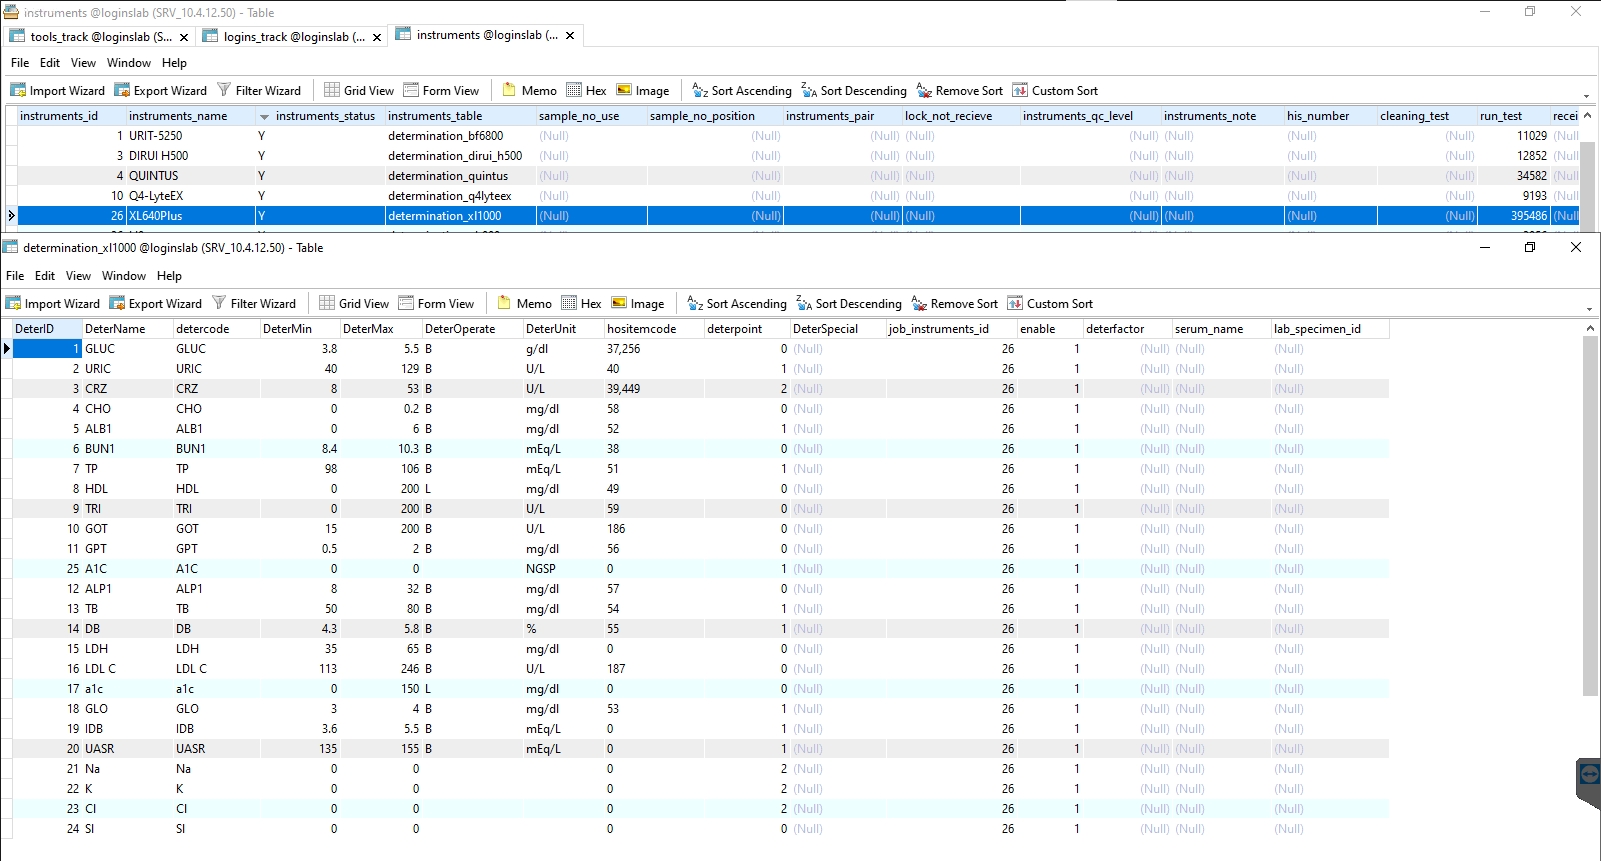 instruments @loginslab (SRV_10.4.12.50) - Table
tools_track @loginslab (S... logins_track @loginslab (... instruments @loginslab (...
File Edit View Window Help
Import Wizard Export Wizard Filter Wizard Grid View Form View Memo Hex Image Sort Ascending Sort Descending Remove Sort Custom Sort
instruments_id instruments_name instruments_status instruments_table sample_no_use sample_no_position instruments_pair lock_not_recieve instruments_qc_level instruments_note his_number cleaning_test run_test recei
1 URIT-5250 Y determination_bf6800 (Null) (Null) (Null) (Null) (Null) (Null) (Null) (Null) 11029 (Null
3 DIRUI H500 Y determination_dirui_h500 (Null) (Null) (Null) (Null) (Null) (Null) (Null) (Null) 12852 (Null
4 QUINTUS Y determination_quintus (Null) (Null) (Null) (Null) (Null) (Null) (Null) (Null) 34582 (Null
10 Q4-LyteEX Y determination_q4lyteex (Null) (Null) (Null) (Null) (Null) (Null) (Null) (Null) 9193 (Null
26 XL640Plus Y determination_xl1000 (Null) (Null) (Null) (Null) (Null) (Null) (Null) (Null) 395486 (Null
determination_xl1000 @loginslab (SRV_10.4.12.50) - Table
File Edit View Window Help
Import Wizard Export Wizard Filter Wizard Grid View Form View Memo Hex Image Sort Ascending Sort Descending Remove Sort Custom Sort
DeterID DeterName detercode DeterMin DeterMax DeterOperate DeterUnit hositemcode deterpoint DeterSpecial job_instruments_id enable deterfactor serum_name lab_specimen_id
1 GLUC GLUC 3.8 5.5 B g/dl 37,256 0 (Null) 26 1 (Null) (Null) (Null)
2 URIC URIC 40 129 B U/L 40 1 (Null) 26 1 (Null) (Null) (Null)
3 CRZ CRZ 8 53 B U/L 39,449 2 (Null) 26 1 (Null) (Null) (Null)
4 CHO CHO 0 0.2 B mg/dl 58 0 (Null) 26 1 (Null) (Null) (Null)
5 ALB1 ALB1 0 6 B mg/dl 52 1 (Null) 26 1 (Null) (Null) (Null)
6 BUN1 BUN1 8.4 10.3 B mEq/L 38 0 (Null) 26 1 (Null) (Null) (Null)
7 TP TP 98 106 B mEq/L 51 1 (Null) 26 1 (Null) (Null) (Null)
8 HDL HDL 0 200 L mg/dl 49 0 (Null) 26 1 (Null) (Null) (Null)
9 TRI TRI 0 200 B U/L 59 0 (Null) 26 1 (Null) (Null) (Null)
10 GOT GOT 15 200 B U/L 186 0 (Null) 26 1 (Null) (Null) (Null)
11 GPT GPT 0.5 2 B mg/dl 56 0 (Null) 26 1 (Null) (Null) (Null)
25 A1C A1C 0 0 NGSP 0 1 (Null) 26 1 (Null) (Null) (Null)
12 ALP1 ALP1 8 32 B mg/dl 57 0 (Null) 26 1 (Null) (Null) (Null)
13 TB TB 50 80 B mg/dl 54 1 (Null) 26 1 (Null) (Null) (Null)
14 DB DB 4.3 5.8 B % 55 1 (Null) 26 1 (Null) (Null) (Null)
15 LDH LDH 35 65 B mg/dl 0 0 (Null) 26 1 (Null) (Null) (Null)
16 LDL C LDL C 113 246 B U/L 187 0 (Null) 26 1 (Null) (Null) (Null)
17 a1c a1c 0 150 L mg/dl 0 0 (Null) 26 1 (Null) (Null) (Null)
18 GLO GLO 3 4 B mg/dl 53 1 (Null) 26 1 (Null) (Null) (Null)
19 IDB IDB 3.6 5.5 B mEq/L 0 1 (Null) 26 1 (Null) (Null) (Null)
20 UASR UASR 135 155 B mEq/L 0 1 (Null) 26 1 (Null) (Null) (Null)
21 Na Na 0 0 0 2 (Null) 26 1 (Null) (Null) (Null)
22 K K 0 0 0 2 (Null) 26 1 (Null) (Null) (Null)
23 Cl Cl 0 0 0 2 (Null) 26 1 (Null) (Null) (Null)
24 SI SI 0 0 0 0 (Null) 26 1 (Null) (Null) (Null)